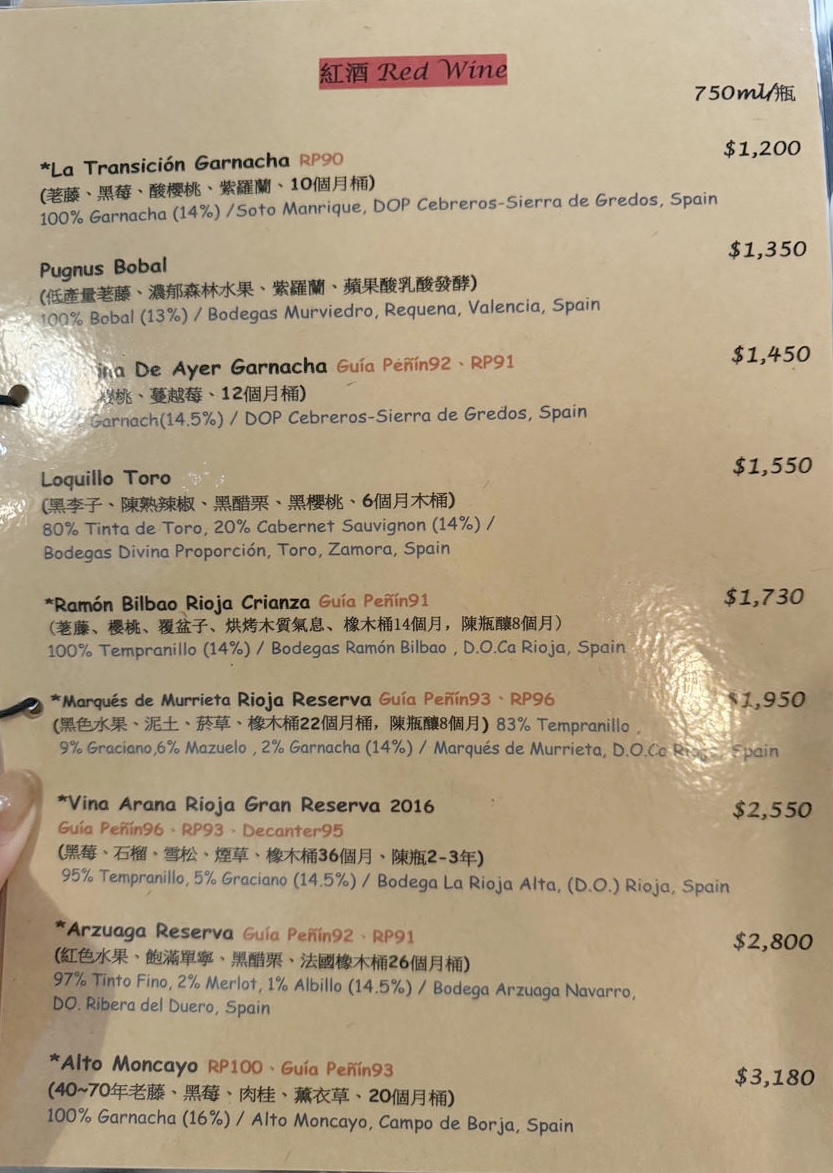 紅酒 Red Wine
750ml/瓶
*La Transición Garnacha RP90 $1,200
(荖藤、黑莓、酸櫻桃、紫羅蘭、10個月桶)
100% Garnacha (14%) /Soto Manrique, DOP Cebreros-Sierra de Gredos, Spain
Pugnus Bobal $1,350
(低產量荖藤、濃郁森林水果、紫羅蘭、蘋果酸乳酸發酵)
100% Bobal (13%) / Bodegas Murviedro, Requena, Valencia, Spain
De Ayer Garnacha Guía Peñín92、RP91 $1,450
櫻桃、蔓越莓、12個月桶)
Garnach(14.5%) / DOP Cebreros-Sierra de Gredos, Spain
Loquillo Toro $1,550
(黑李子、陳熟辣椒、黑醋栗、黑櫻桃、6個月木桶)
80% Tinta de Toro, 20% Cabernet Sauvignon (14%) /
Bodegas Divina Proporción, Toro, Zamora, Spain
*Ramón Bilbao Rioja Crianza Guía Peñín91 $1,730
(荖藤、櫻桃、覆盆子、烘烤木質氣息、橡木桶14個月，陳瓶釀8個月)
100% Tempranillo (14%) / Bodegas Ramón Bilbao , D.O.Ca Rioja, Spain
*Marqués de Murrieta Rioja Reserva Guía Peñín93、RP96 $1,950
(黑色水果、泥土、菸草、橡木桶22個月桶，陳瓶釀8個月) 83% Tempranillo ,
9% Graciano,6% Mazuelo , 2% Garnacha (14%) / Marqués de Murrieta, D.O.Ca Rioja, Spain
*Vina Arana Rioja Gran Reserva 2016 $2,550
Guía Peñín96、RP93、Decanter95
(黑莓、石榴、雪松、煙草、橡木桶36個月、陳瓶2-3年)
95% Tempranillo, 5% Graciano (14.5%) / Bodega La Rioja Alta, (D.O.) Rioja, Spain
*Arzuaga Reserva Guía Peñín92、RP91 $2,800
(紅色水果、飽滿單寧、黑醋栗、法國橡木桶26個月桶)
97% Tinto Fino, 2% Merlot, 1% Albillo (14.5%) / Bodega Arzuaga Navarro,
DO. Ribera del Duero, Spain
*Alto Moncayo RP100、Guía Peñín93 $3,180
(40~70年老藤、黑莓、肉桂、薰衣草、20個月桶)
100% Garnacha (16%) / Alto Moncayo, Campo de Borja, Spain